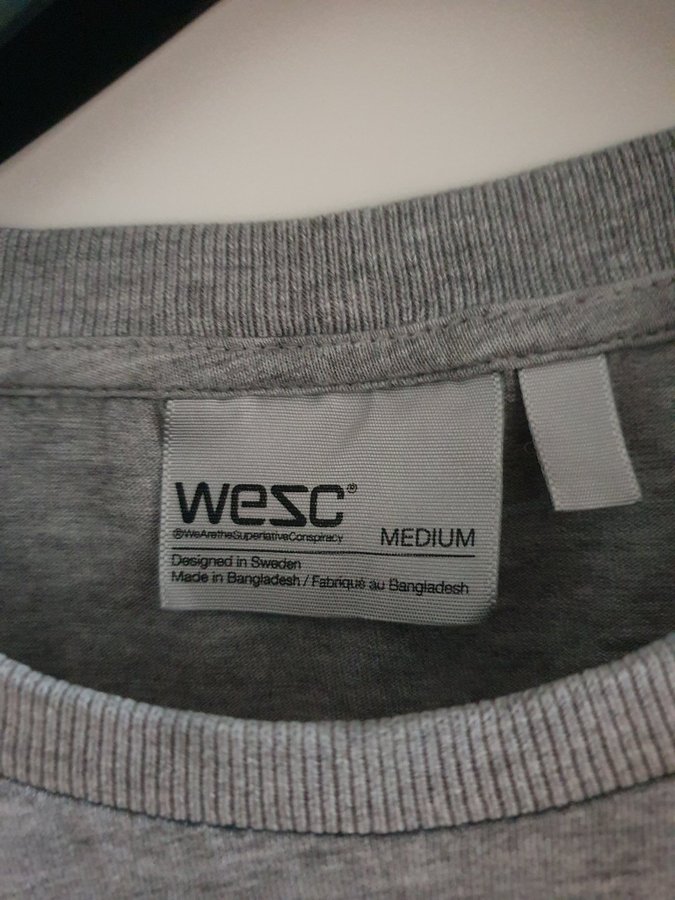 wesc®
®WeAretheSuperlativeConspiracy
MEDIUM
Designed in Sweden
Made in Bangladesh / Fabriqué au Bangladesh